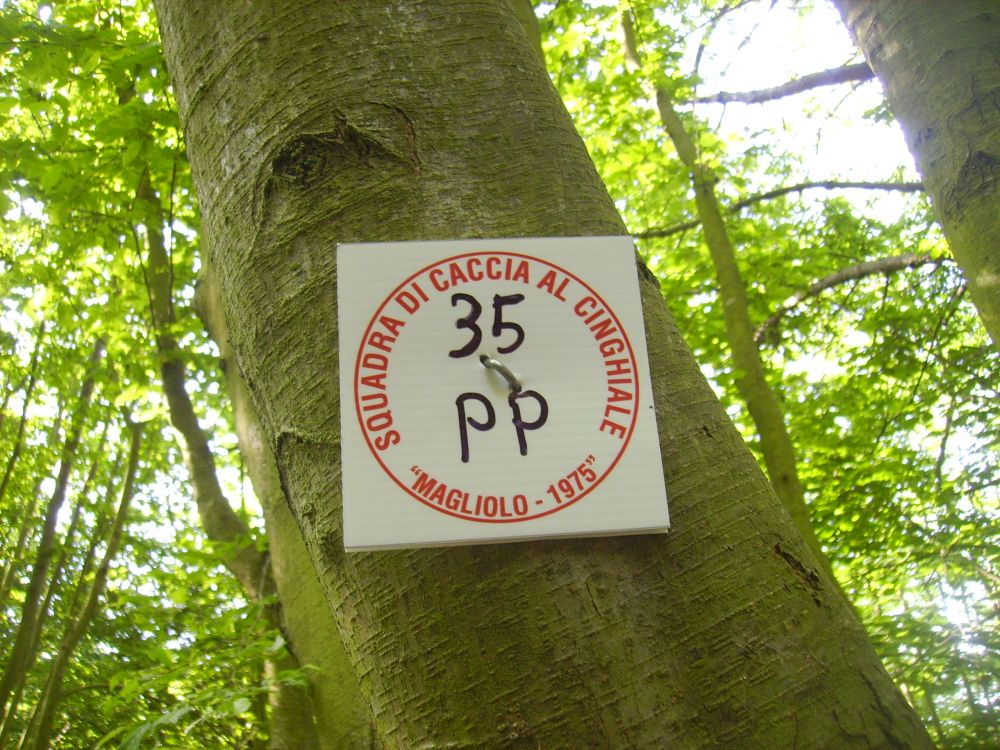 SQUADRA DI CACCIA AL CINGHIALE
35
PP
"MAGLIOLO - 1975"